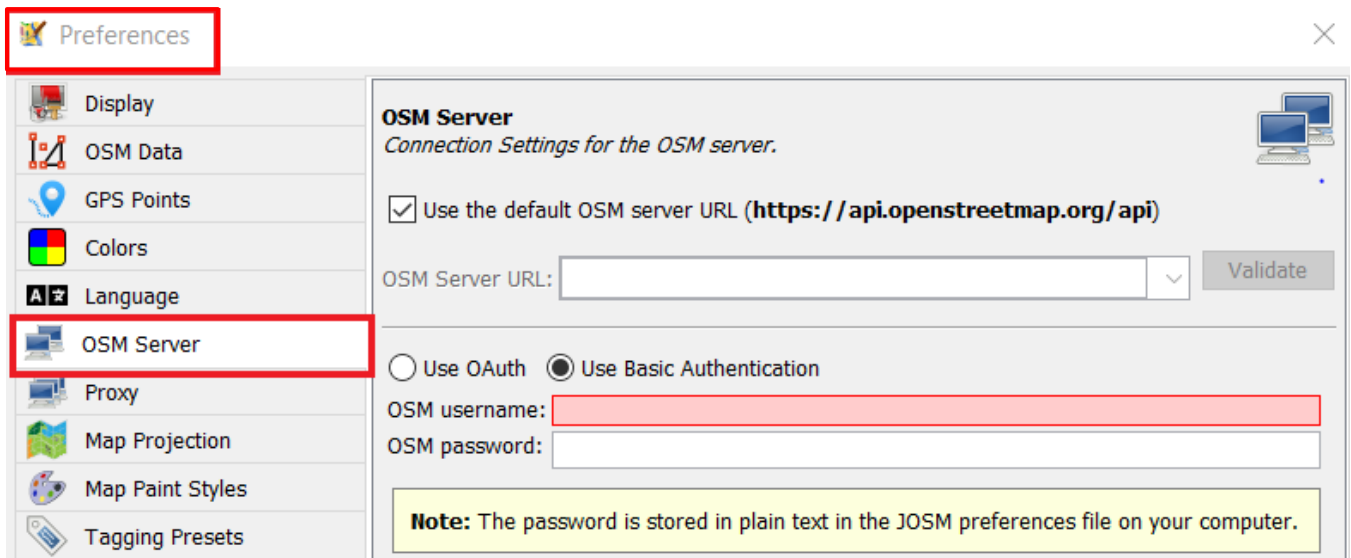 Preferences
Display
OSM Data
GPS Points
Colors
Language
OSM Server
Proxy
Map Projection
Map Paint Styles
Tagging Presets
OSM Server
Connection Settings for the OSM server.
Use the default OSM server URL (https://api.openstreetmap.org/api)
OSM Server URL: Validate
Use OAuth Use Basic Authentication
OSM username:
OSM password:
Note: The password is stored in plain text in the JOSM preferences file on your computer.